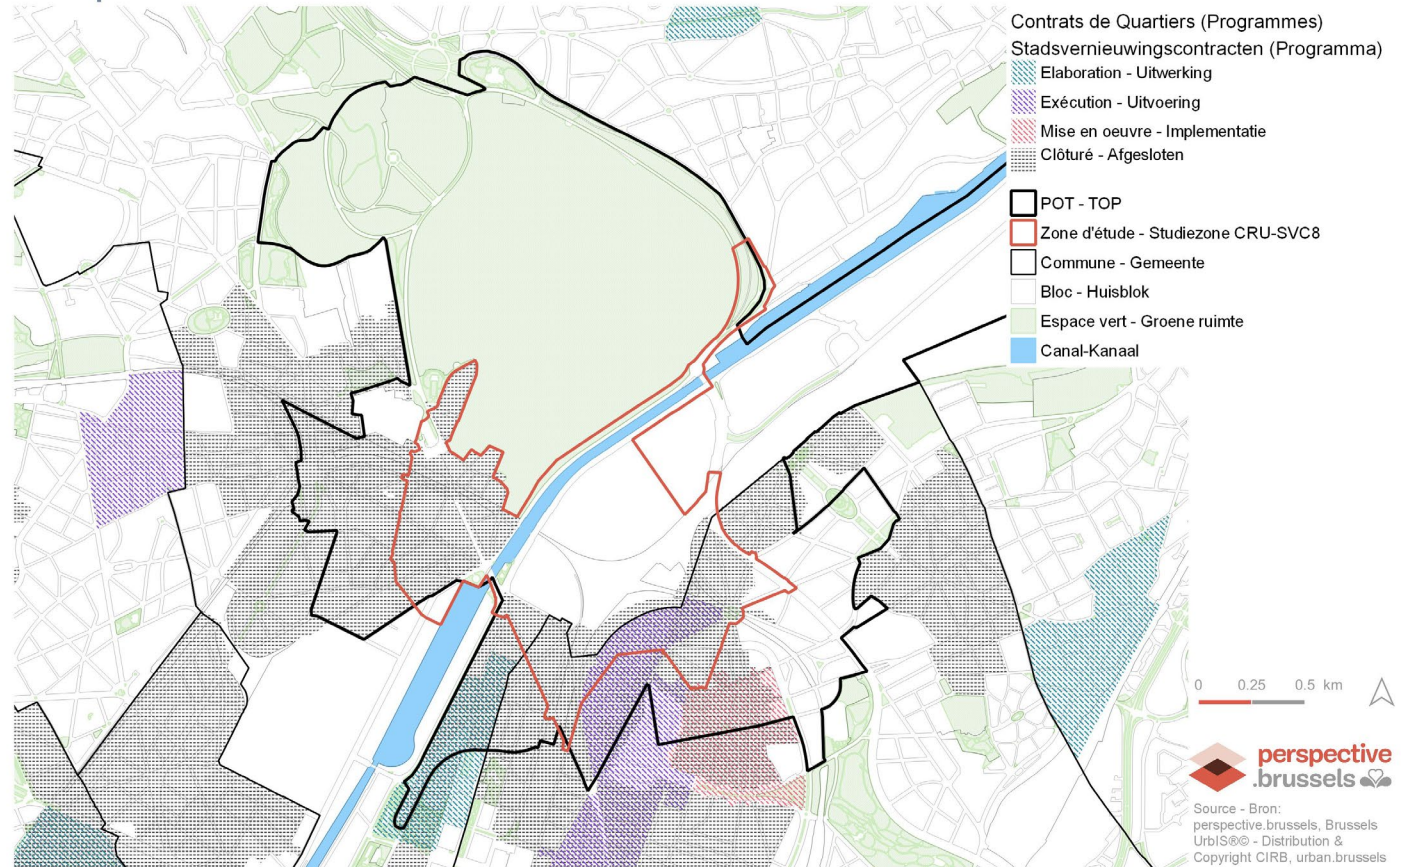 Contrats de Quartiers (Programmes)
Stadsvernieuwingscontracten (Programma)
Elaboration - Uitwerking
Exécution - Uitvoering
Mise en oeuvre - Implementatie
Clôturé - Afgesloten
POT - TOP
Zone d'étude - Studiezone CRU-SVC8
Commune - Gemeente
Bloc - Huisblok
Espace vert - Groene ruimte
Canal-Kanaal
0 0.25 0.5 km
perspective
.brussels
Source - Bron:
perspective.brussels, Brussels
UrbIS®© - Distribution &
Copyright CIRB, urban.brussels